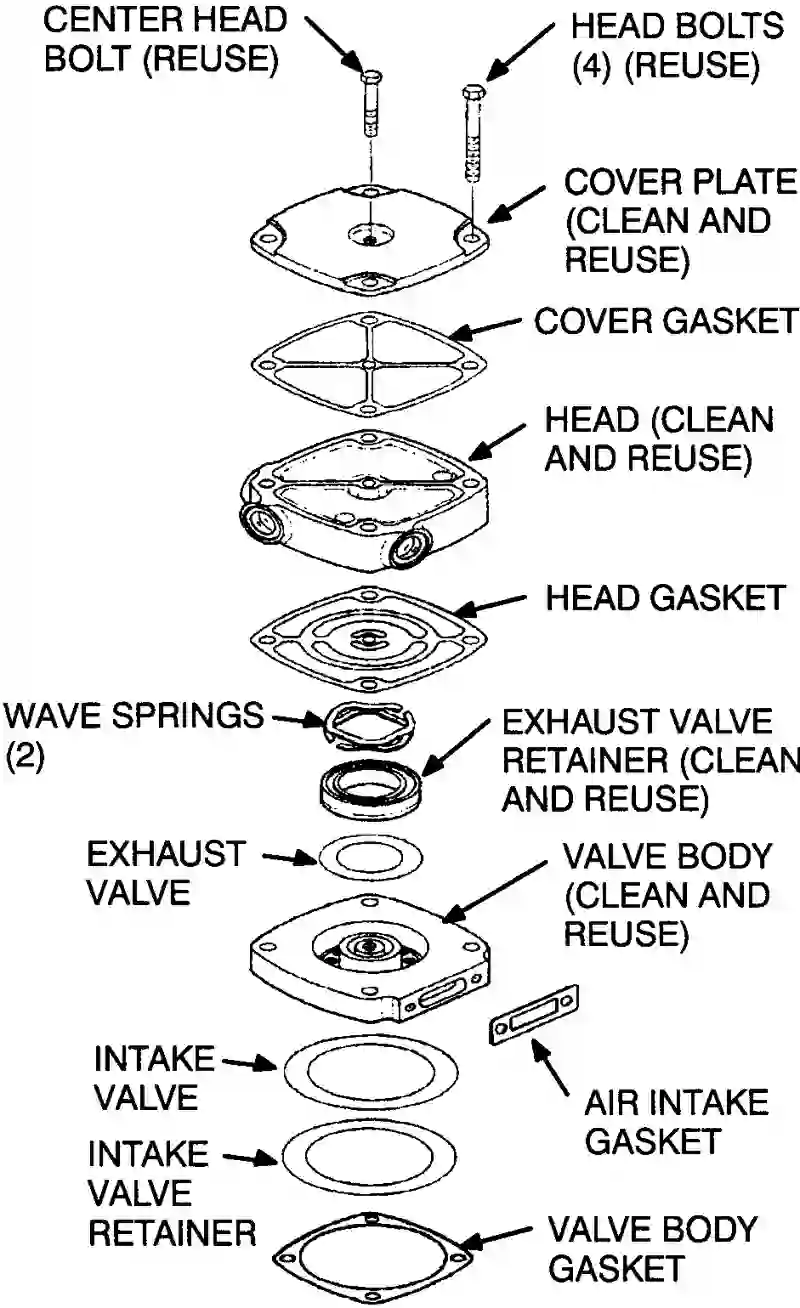 CENTER HEAD
BOLT (REUSE)
HEAD BOLTS
(4) (REUSE)
COVER PLATE
(CLEAN AND
REUSE)
COVER GASKET
HEAD (CLEAN
AND REUSE)
HEAD GASKET
WAVE SPRINGS
(2)
EXHAUST VALVE
RETAINER (CLEAN
AND REUSE)
EXHAUST
VALVE
VALVE BODY
(CLEAN AND
REUSE)
INTAKE
VALVE
AIR INTAKE
GASKET
INTAKE
VALVE
RETAINER
VALVE BODY
GASKET